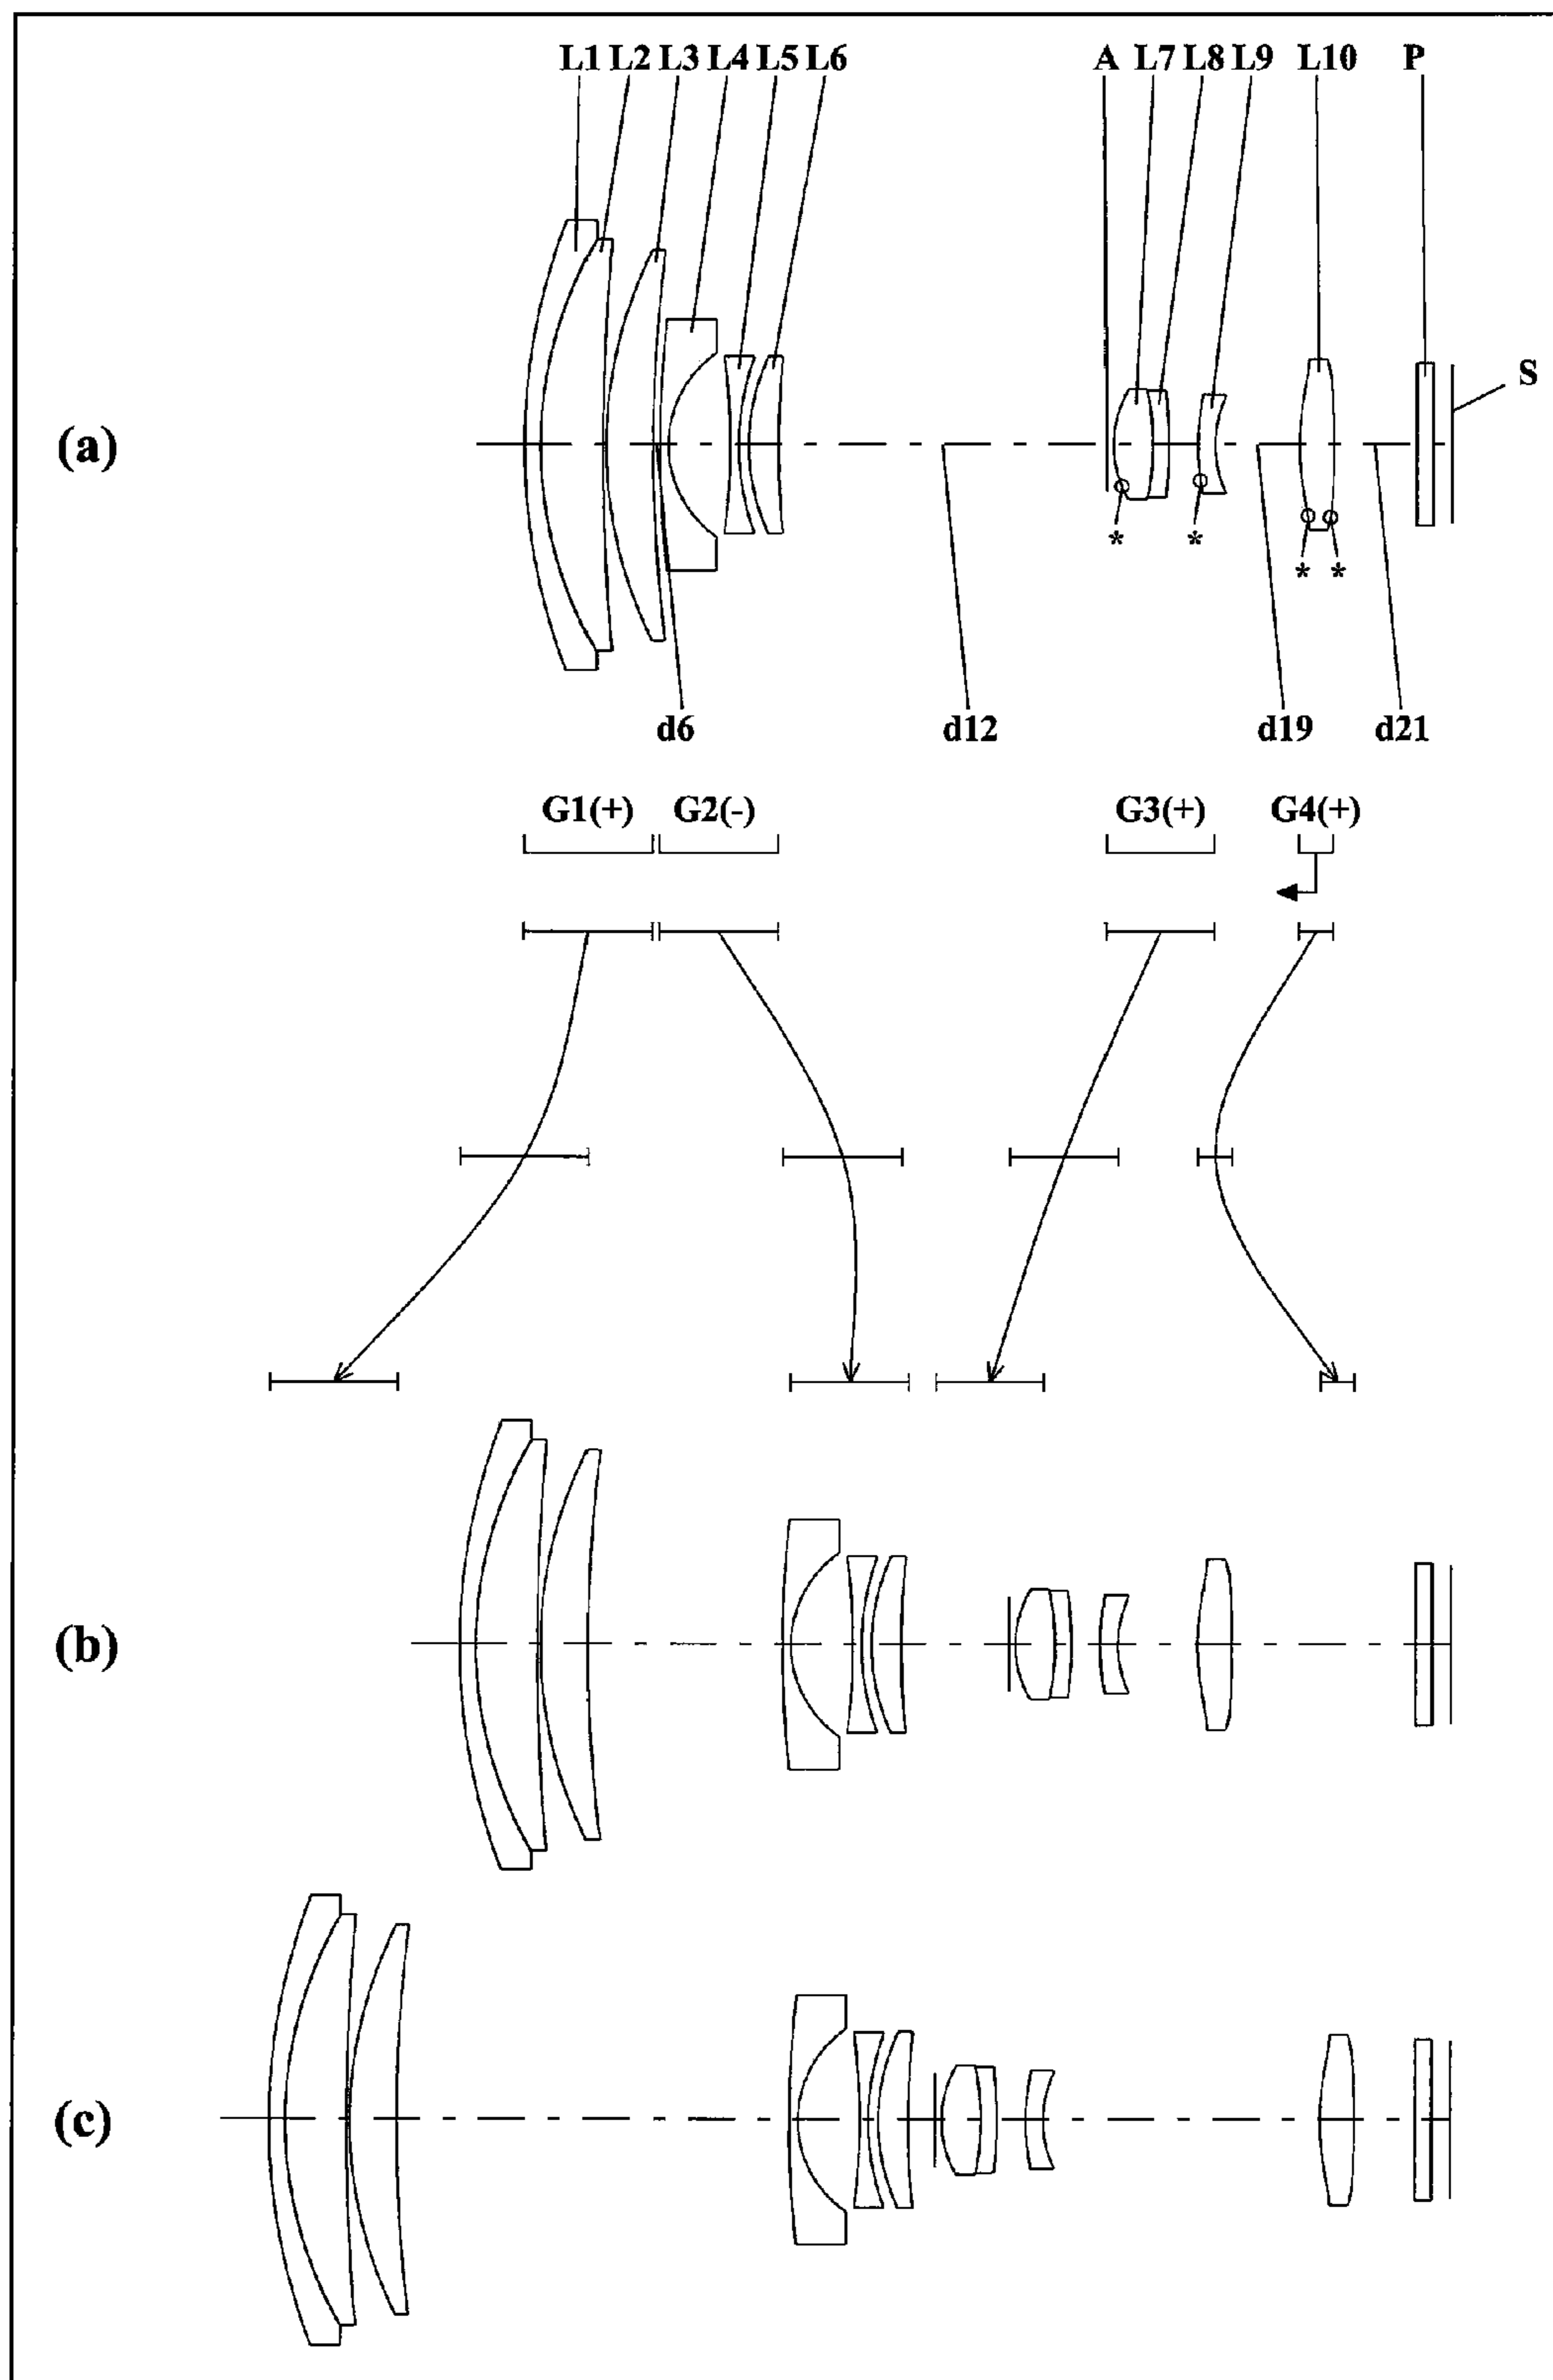 L1 L2 L3 L4 L5 L6 A L7 L8 L9 L10 P
S
(a)
* *
* *
d6 d12 d19 d21
G1(+) G2(-) G3(+) G4(+)
(b)
(c)